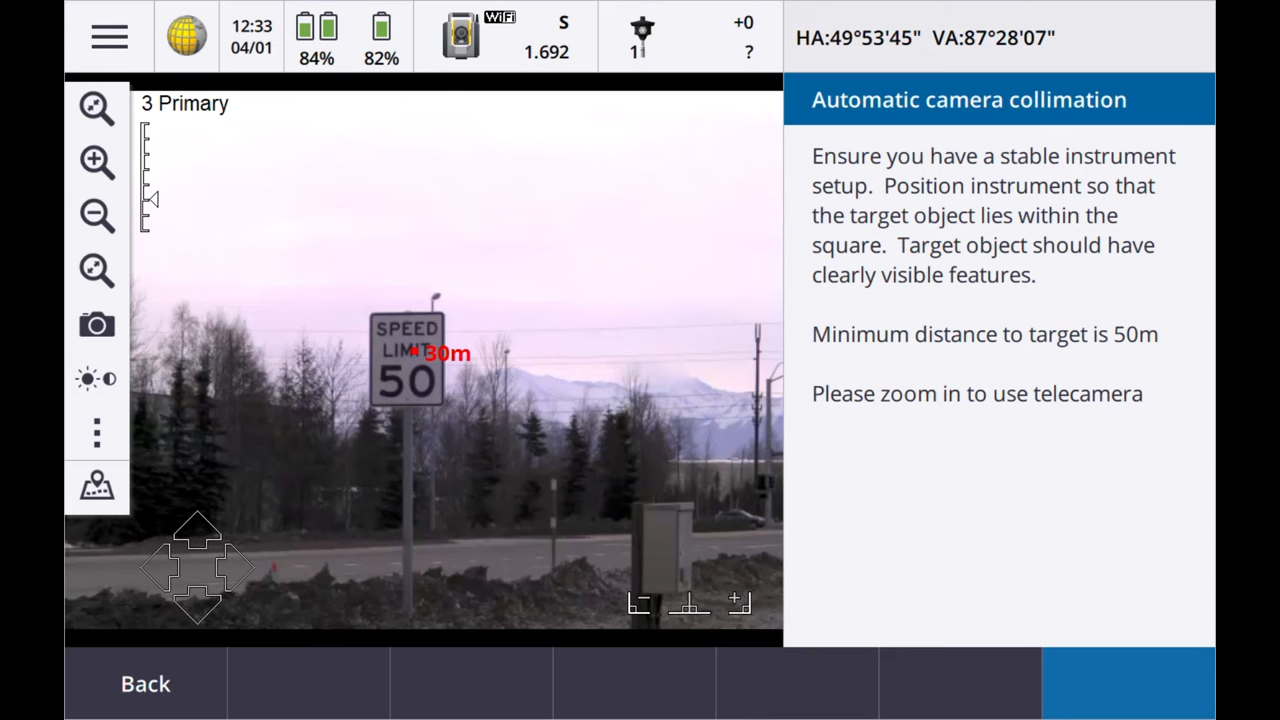 12:33
04/01
84%
82%
WiFi
S
1.692
1
+0
?
HA:49°53'45" VA:87°28'07"
3 Primary
SPEED
LIMIT
50
30m
Automatic camera collimation
Ensure you have a stable instrument
setup. Position instrument so that
the target object lies within the
square. Target object should have
clearly visible features.
Minimum distance to target is 50m
Please zoom in to use telecamera
Back